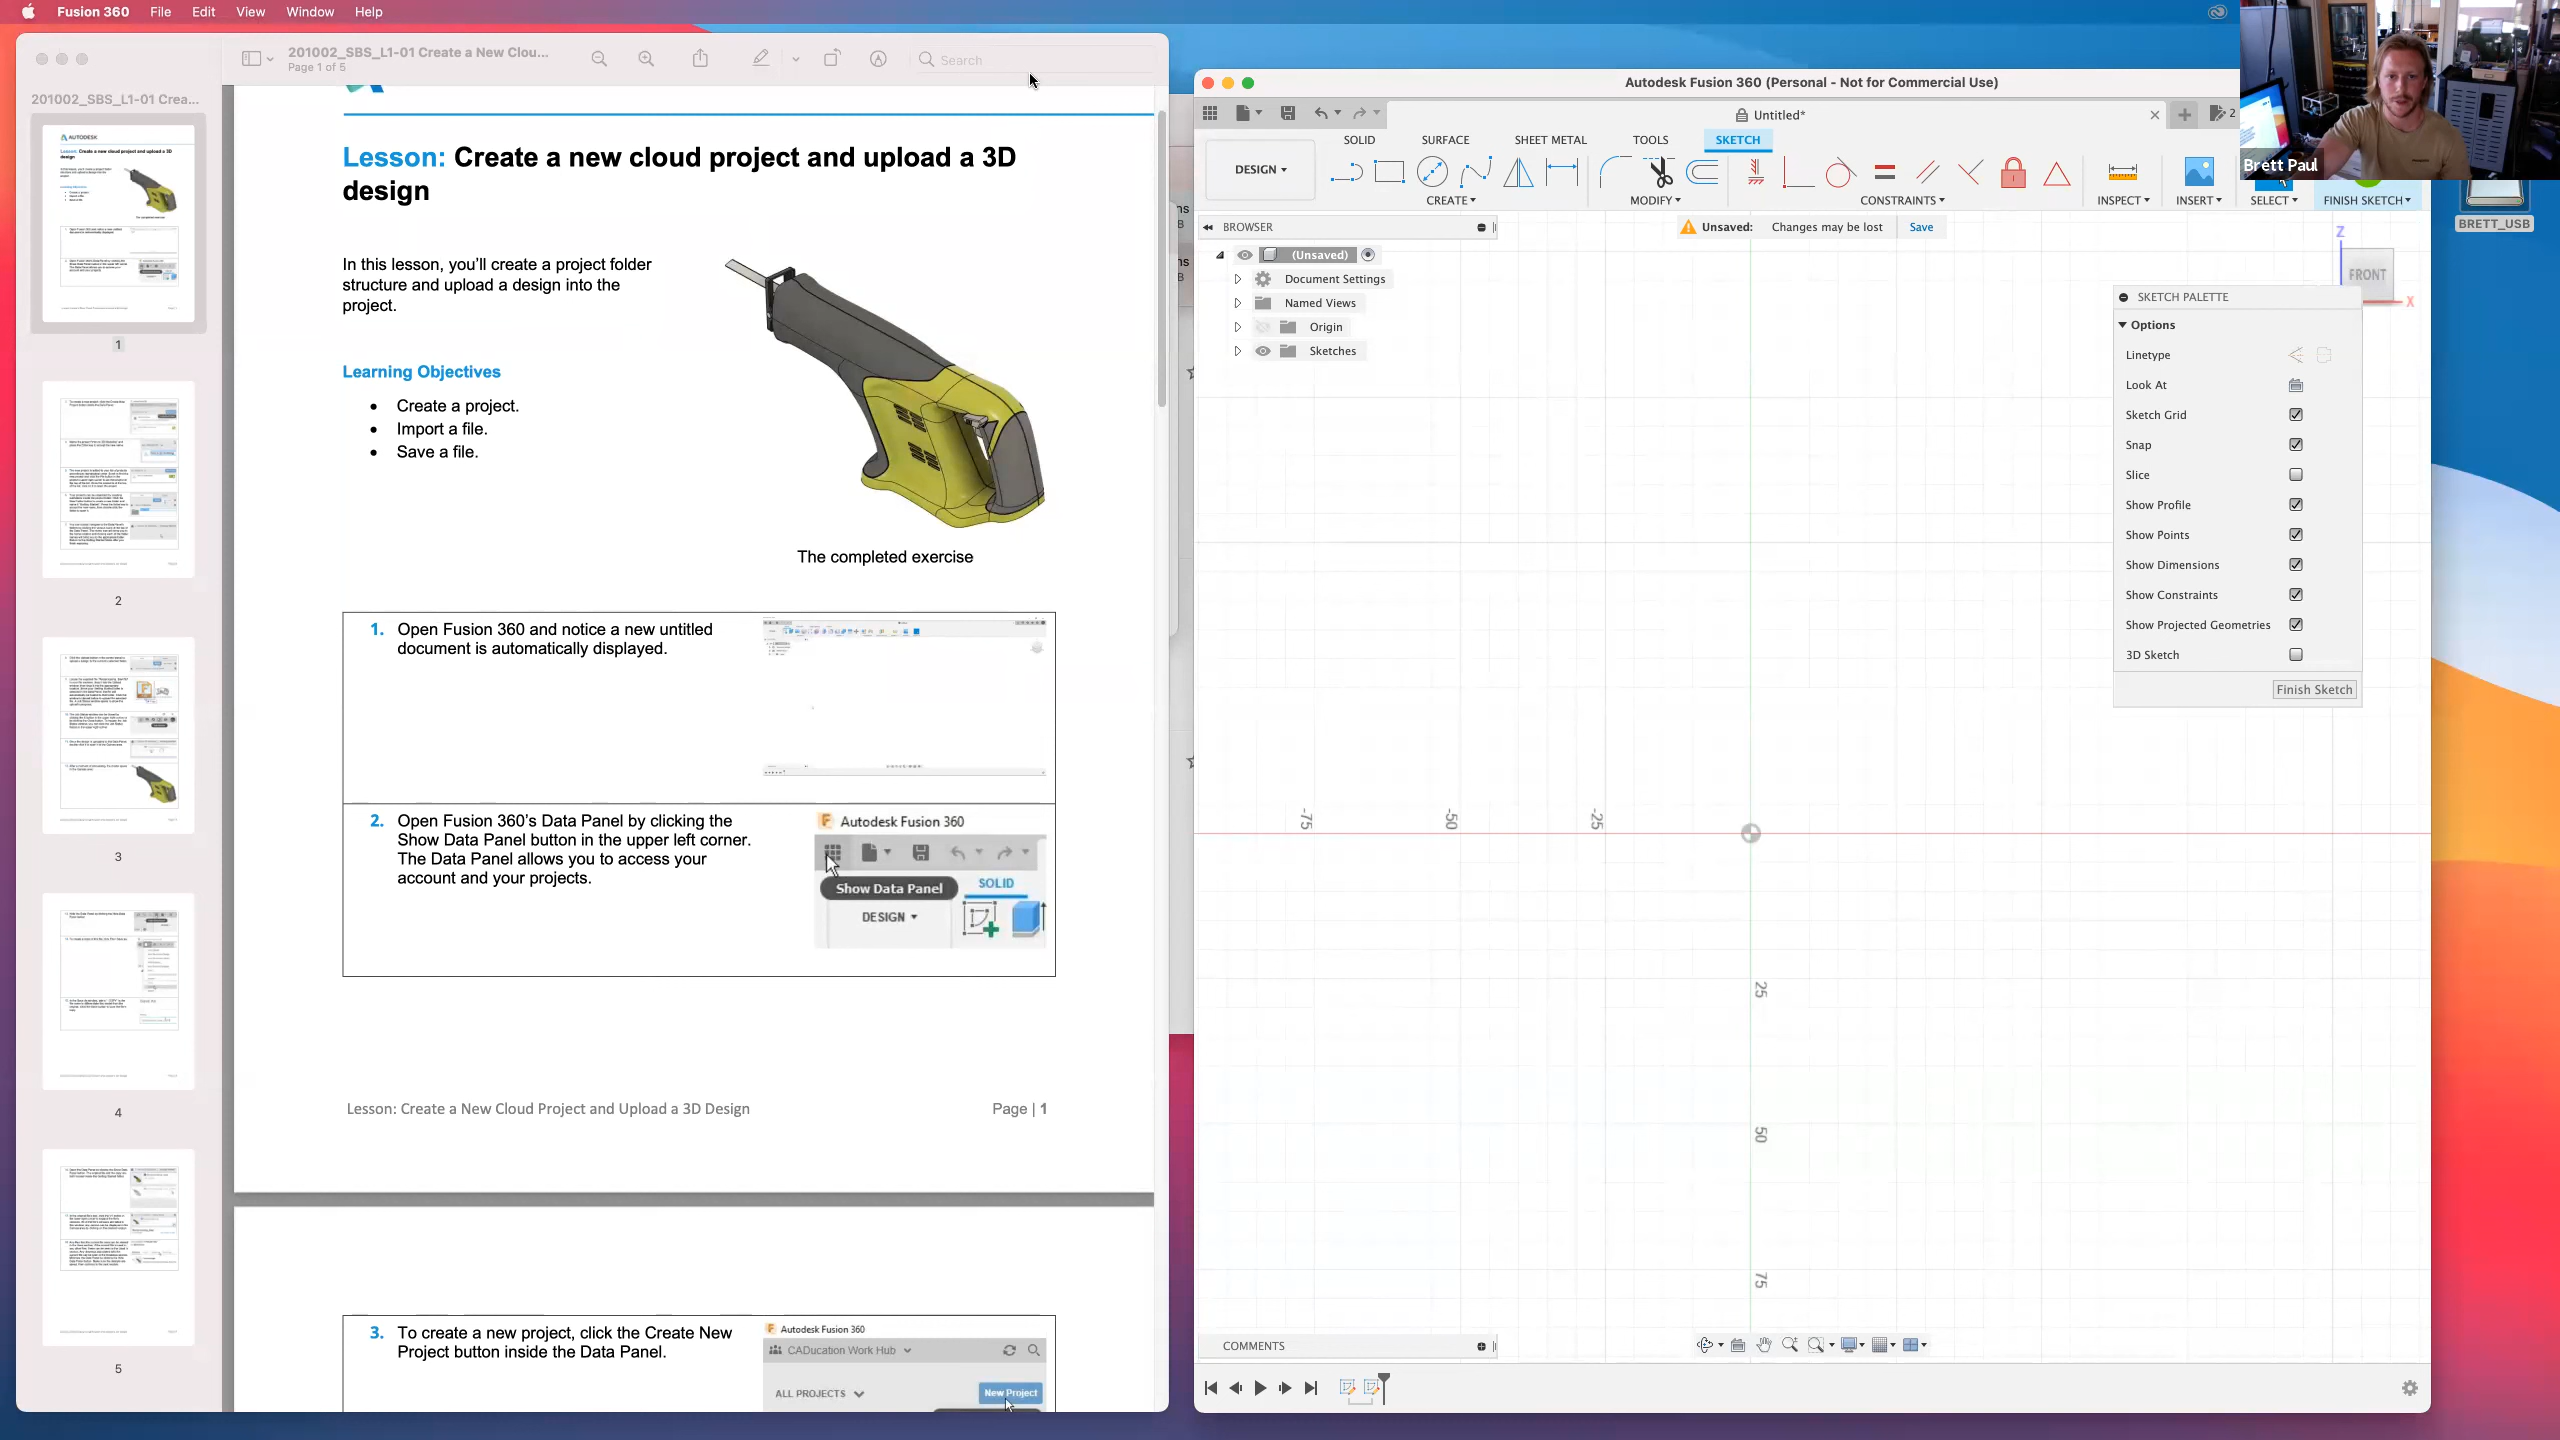 Fusion 360 File Edit View Window Help
201002_SBS_L1-01 Create a New Clou...
Page 1 of 5
Search
201002_SBS_L1-01 Crea...
AUTODESK
1
2
3
4
5
Lesson: Create a new cloud project and upload a 3D
design
In this lesson, you'll create a project folder
structure and upload a design into the
project.
Learning Objectives
• Create a project.
• Import a file.
• Save a file.
The completed exercise
1. Open Fusion 360 and notice a new untitled
document is automatically displayed.
2. Open Fusion 360's Data Panel by clicking the
Show Data Panel button in the upper left corner.
The Data Panel allows you to access your
account and your projects.
Autodesk Fusion 360
Show Data Panel
SOLID
DESIGN
Lesson: Create a New Cloud Project and Upload a 3D Design
Page | 1
3. To create a new project, click the Create New
Project button inside the Data Panel.
Autodesk Fusion 360
CADucation Work Hub
ALL PROJECTS
New Project
Autodesk Fusion 360 (Personal - Not for Commercial Use)
Untitled*
2
SOLID SURFACE SHEET METAL TOOLS SKETCH
DESIGN
CREATE MODIFY CONSTRAINTS INSPECT INSERT SELECT FINISH SKETCH
BROWSER
Unsaved: Changes may be lost Save
(Unsaved)
Document Settings
Named Views
Origin
Sketches
Z
FRONT
X
SKETCH PALETTE
Options
Linetype
Look At
Sketch Grid
Snap
Slice
Show Profile
Show Points
Show Dimensions
Show Constraints
Show Projected Geometries
3D Sketch
Finish Sketch
-75
-50
-25
25
50
75
COMMENTS
Brett Paul
BRETT_USB